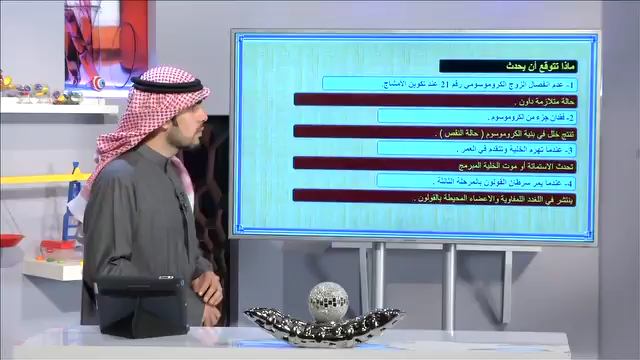 ماذا تتوقع أن يحدث
1- عدم انفصال الزوج الكروموسومي رقم 21 عند تكوين الأمشاج.
حالة متلازمة داون .
2- فقدان جزء من الكروموسوم .
تنتج خلل في بنية الكروموسوم ( حالة النقص ) .
3- عندما تهرم الخلية وتتقدم في العمر .
تحدث الاستماتة أو موت الخلية المبرمج
4- عندما يمر سرطان القولون بالمرحلة الثالثة .
ينتشر في الغدد اللمفاوية والأعضاء المحيطة بالقولون .